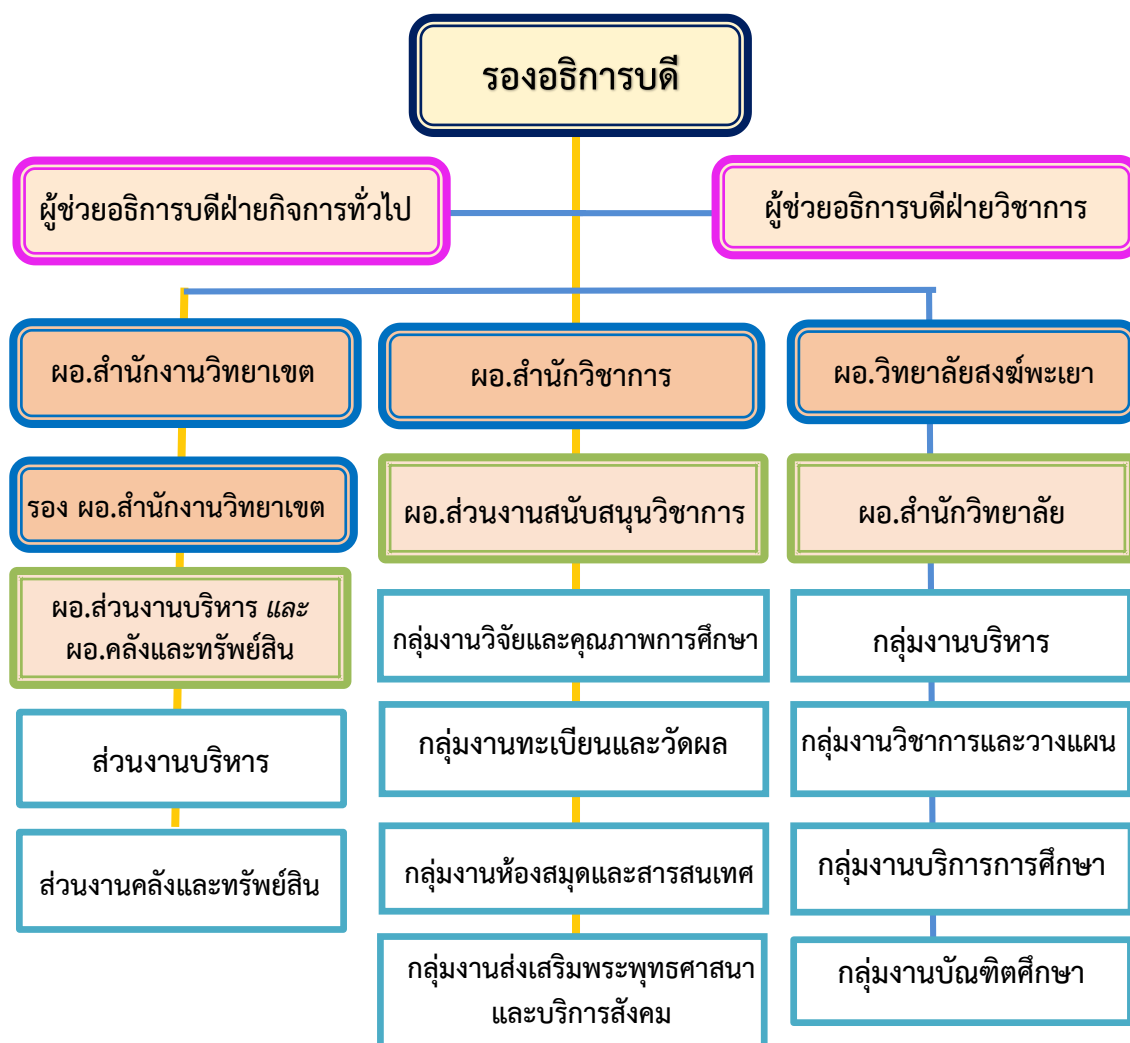 รองอธิการบดี
ผู้ช่วยอธิการบดีฝ่ายกิจการทั่วไป
ผู้ช่วยอธิการบดีฝ่ายวิชาการ
ผอ.สำนักงานวิทยาเขต
ผอ.สำนักวิชาการ
ผอ.วิทยาลัยสงฆ์พะเยา
รอง ผอ.สำนักงานวิทยาเขต
ผอ.ส่วนงานสนับสนุนวิชาการ
ผอ.สำนักวิทยาลัย
ผอ.ส่วนงานบริหาร และ
ผอ.คลังและทรัพย์สิน
กลุ่มงานวิจัยและคุณภาพการศึกษา
กลุ่มงานบริหาร
ส่วนงานบริหาร
กลุ่มงานทะเบียนและวัดผล
กลุ่มงานวิชาการและวางแผน
ส่วนงานคลังและทรัพย์สิน
กลุ่มงานห้องสมุดและสารสนเทศ
กลุ่มงานบริการการศึกษา
กลุ่มงานส่งเสริมพระพุทธศาสนา
และบริการสังคม
กลุ่มงานบัณฑิตศึกษา